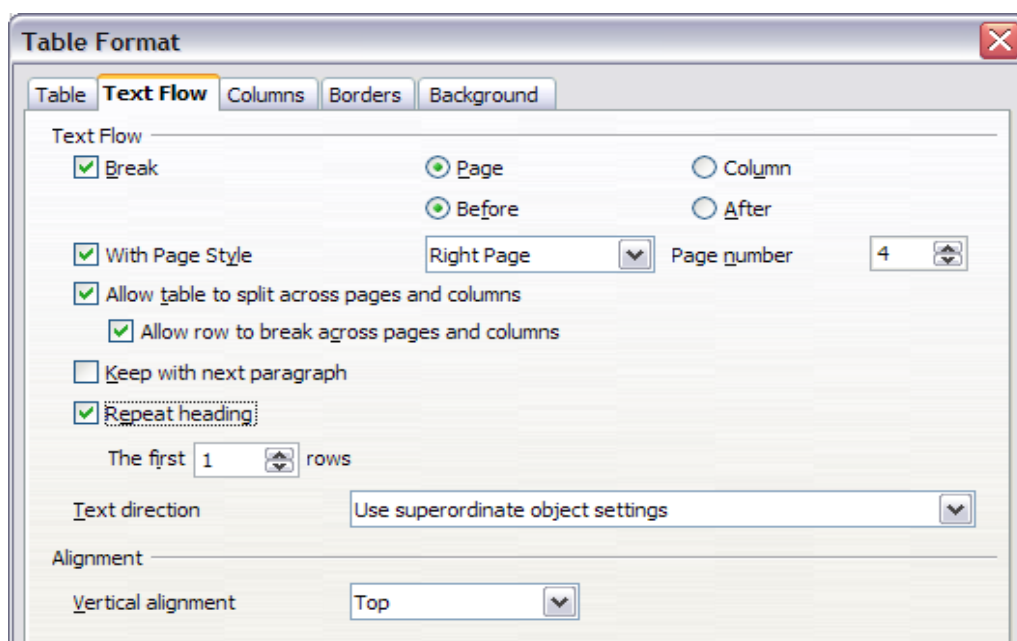 Table Format
Table Text Flow Columns Borders Background
Text Flow
Break Page Column
Before After
With Page Style Right Page Page number 4
Allow table to split across pages and columns
Allow row to break across pages and columns
Keep with next paragraph
Repeat heading
The first 1 rows
Text direction Use superordinate object settings
Alignment
Vertical alignment Top